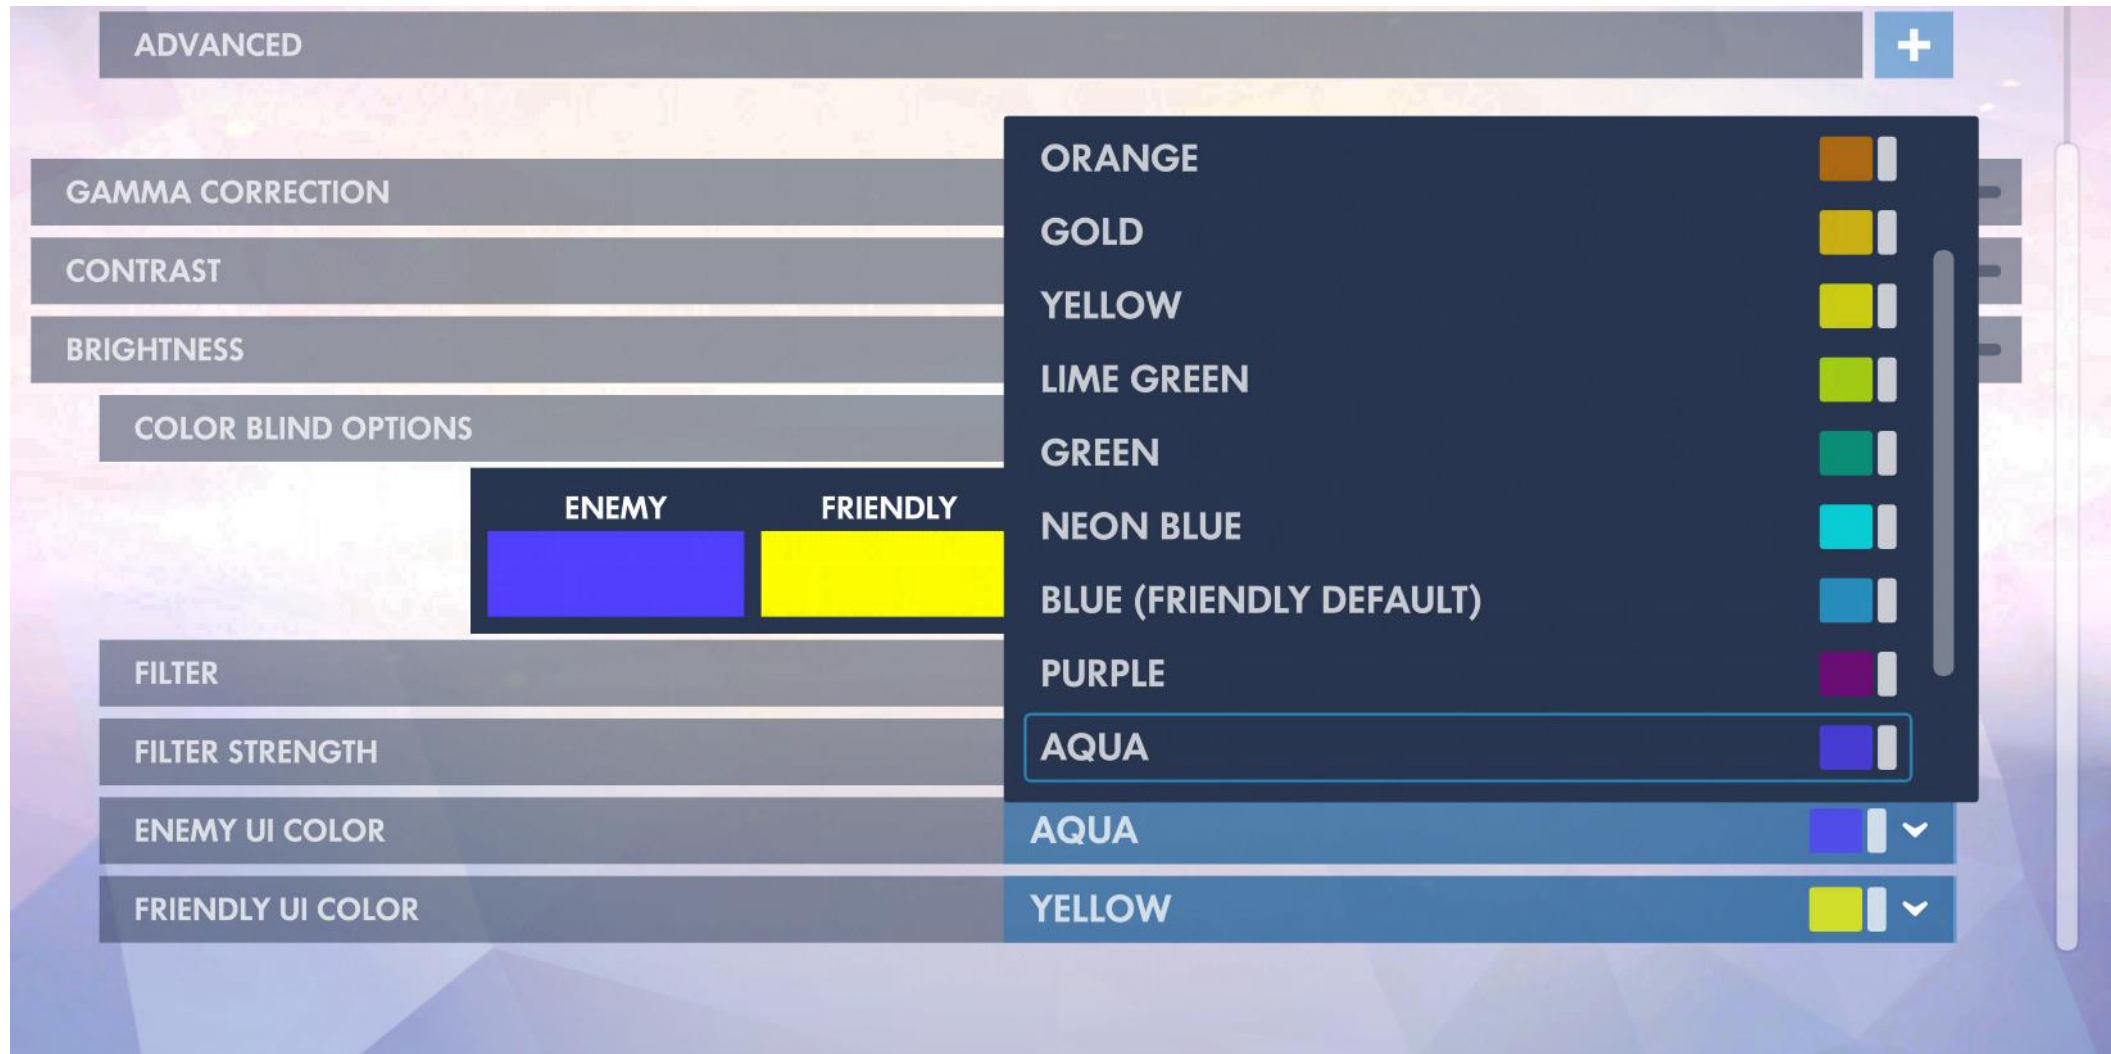 ADVANCED
GAMMA CORRECTION
CONTRAST
BRIGHTNESS
COLOR BLIND OPTIONS
ENEMY
FRIENDLY
ORANGE
GOLD
YELLOW
LIME GREEN
GREEN
NEON BLUE
BLUE (FRIENDLY DEFAULT)
PURPLE
AQUA
FILTER
FILTER STRENGTH
ENEMY UI COLOR
AQUA
FRIENDLY UI COLOR
YELLOW